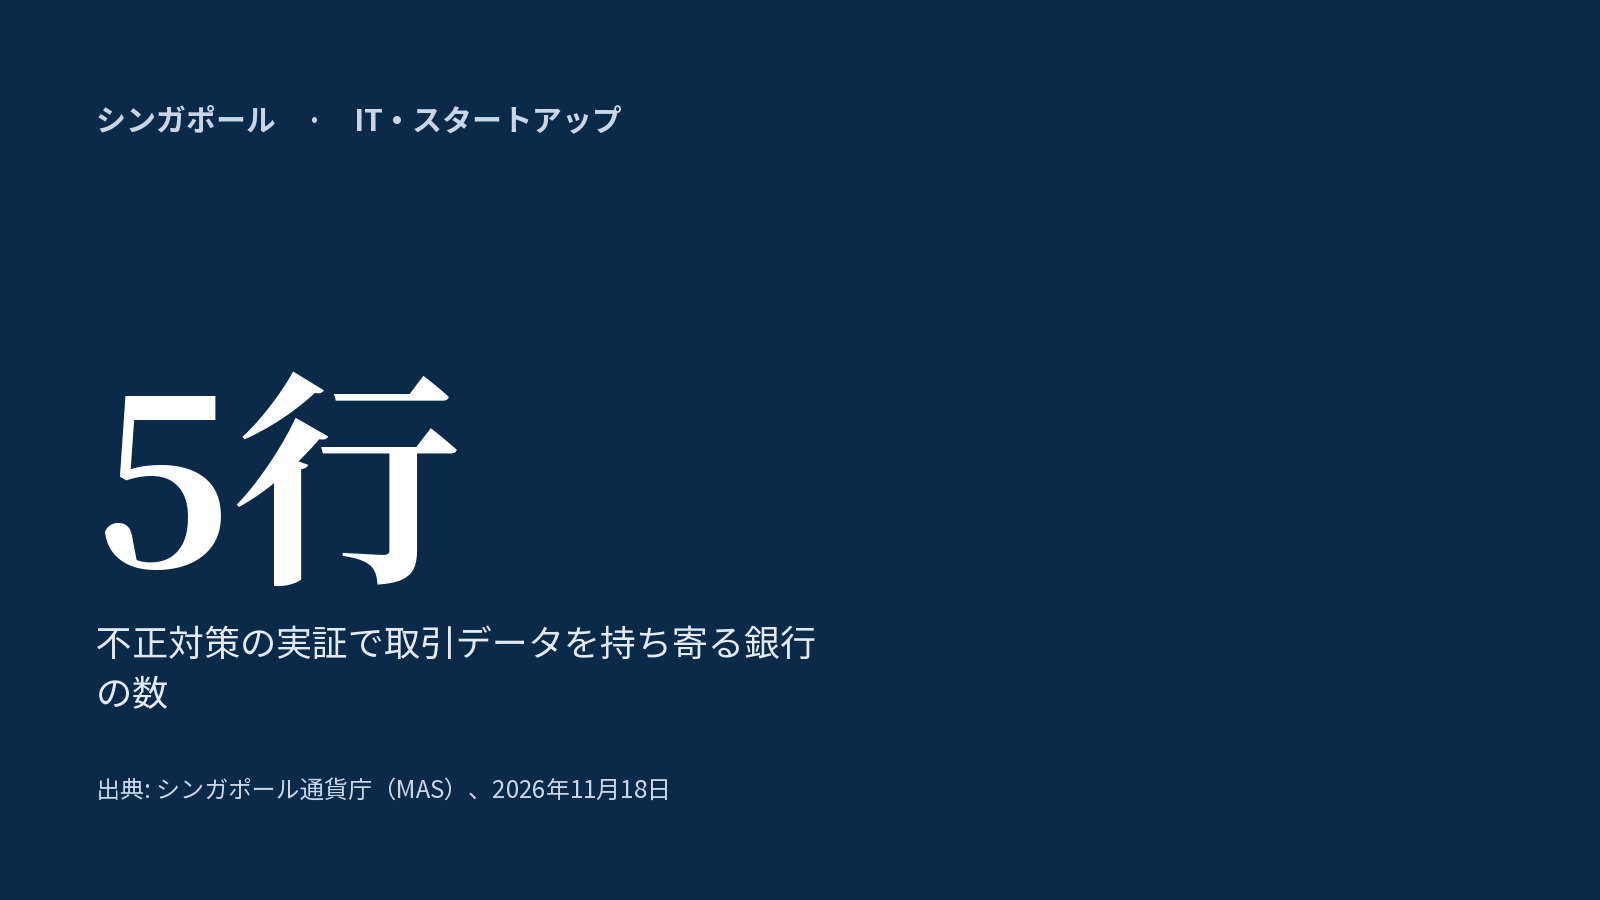 シンガポール · IT・スタートアップ
5行
不正対策の実証で取引データを持ち寄る銀行
の数
出典: シンガポール通貨庁（MAS）、2026年11月18日